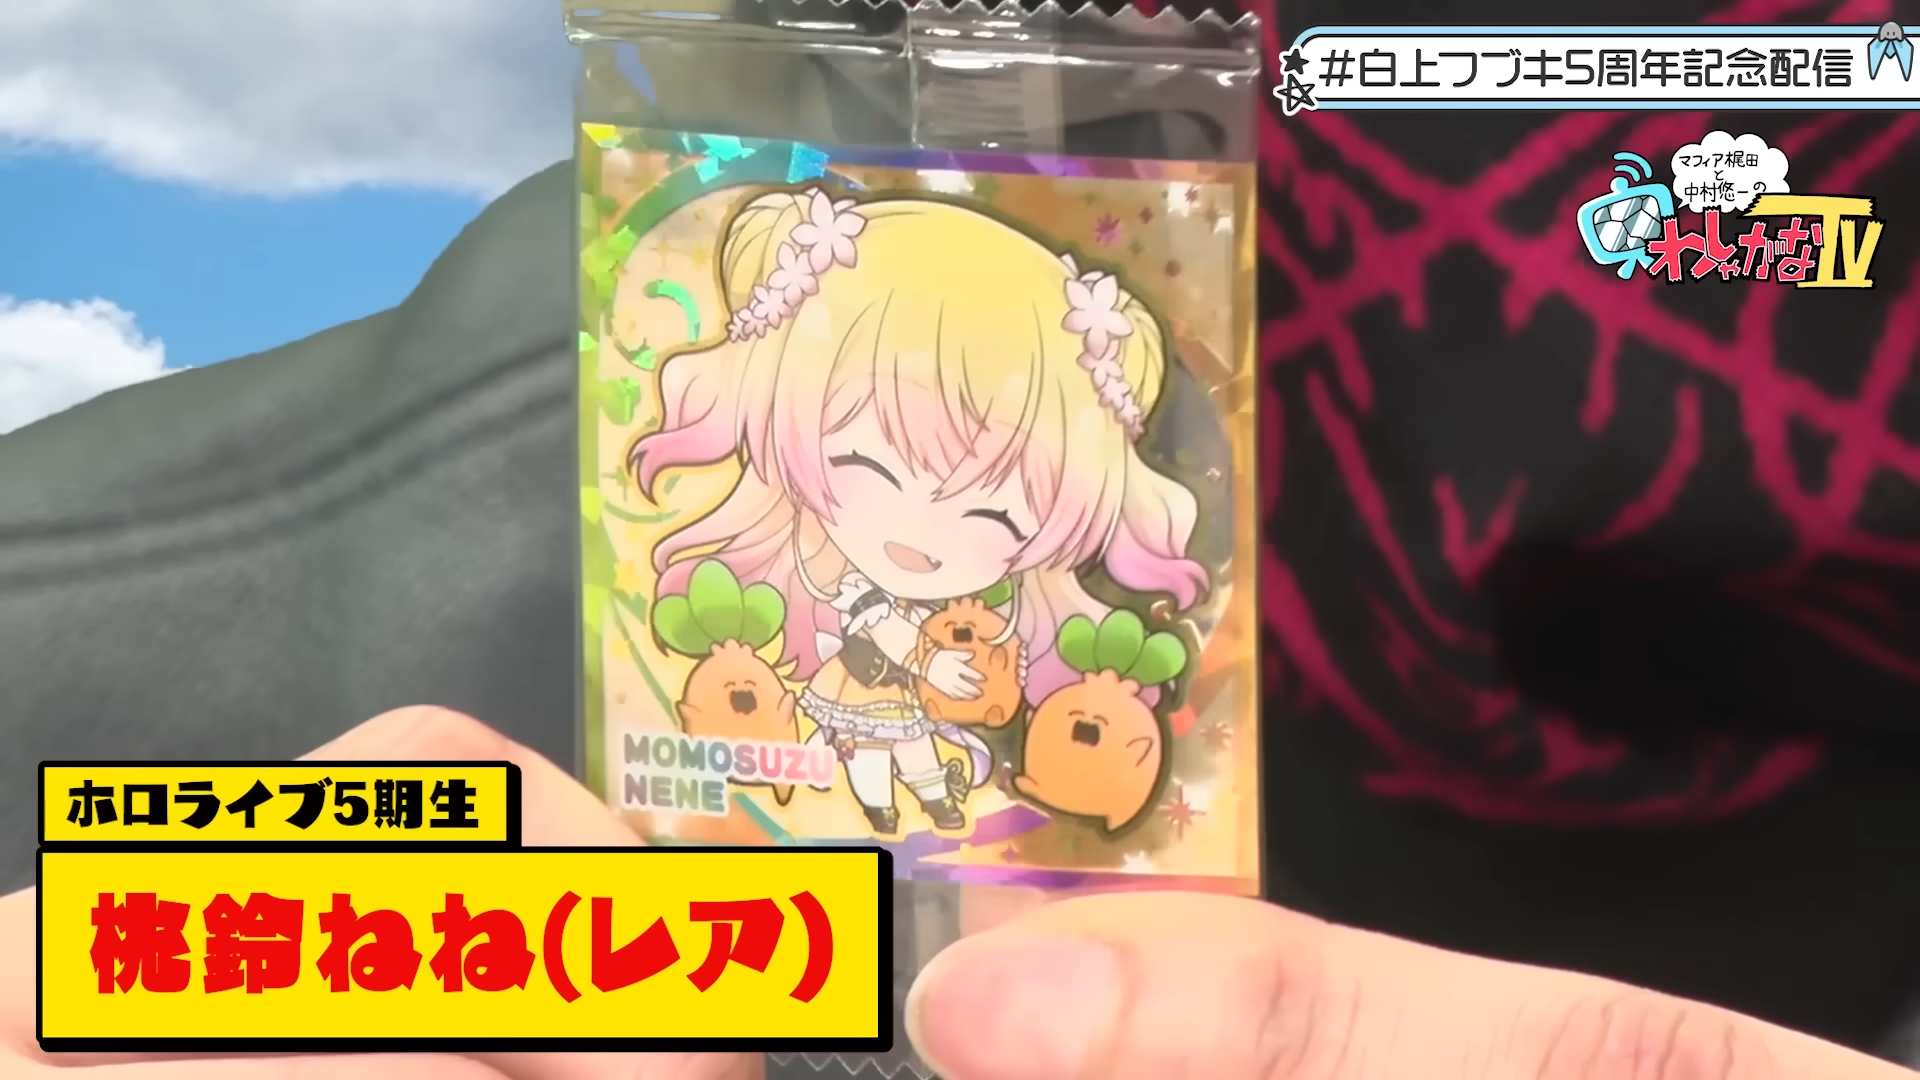 #白上フブキ5周年記念配信
マフィア梶田
と
中村悠一の
わしゃがなTV
MOMOSUZU
NENE
ホロライブ5期生
桃鈴ねね(レア)